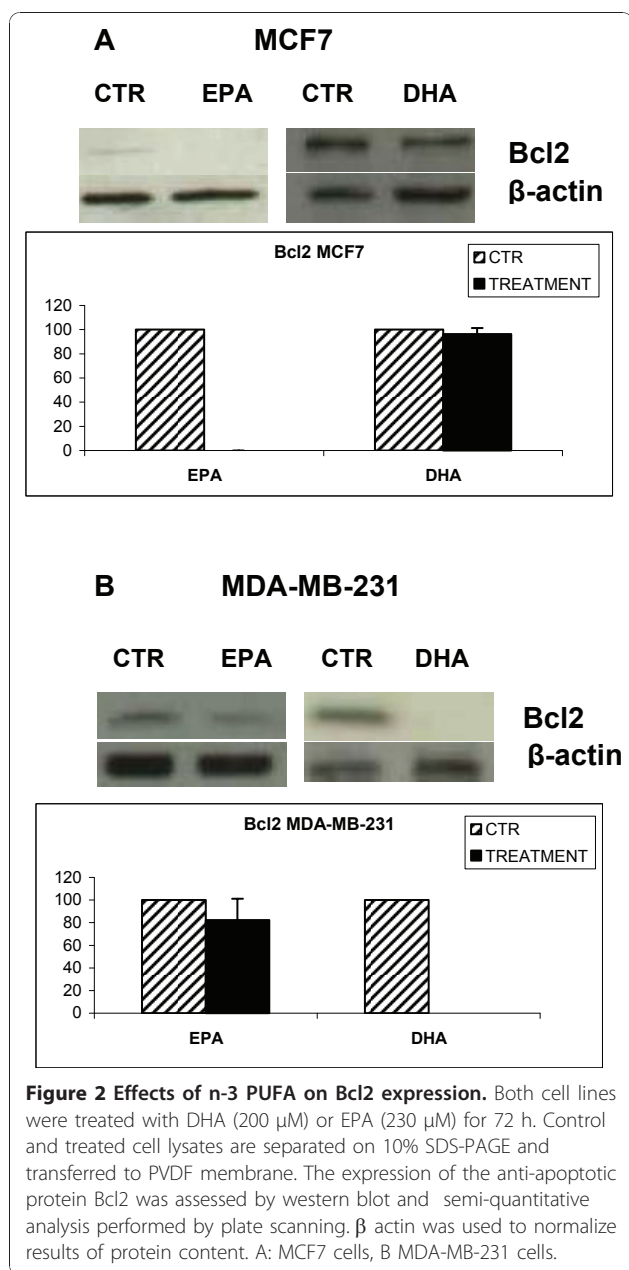 A MCF7
CTR EPA CTR DHA
Bcl2
β-actin
Bcl2 MCF7
CTR
TREATMENT
120
100
80
60
40
20
0
EPA DHA
B MDA-MB-231
CTR EPA CTR DHA
Bcl2
β-actin
Bcl2 MDA-MB-231
CTR
TREATMENT
120
100
80
60
40
20
0
EPA DHA
Figure 2 Effects of n-3 PUFA on Bcl2 expression. Both cell lines
were treated with DHA (200 μM) or EPA (230 μM) for 72 h. Control
and treated cell lysates are separated on 10% SDS-PAGE and
transferred to PVDF membrane. The expression of the anti-apoptotic
protein Bcl2 was assessed by western blot and semi-quantitative
analysis performed by plate scanning. β actin was used to normalize
results of protein content. A: MCF7 cells, B MDA-MB-231 cells.